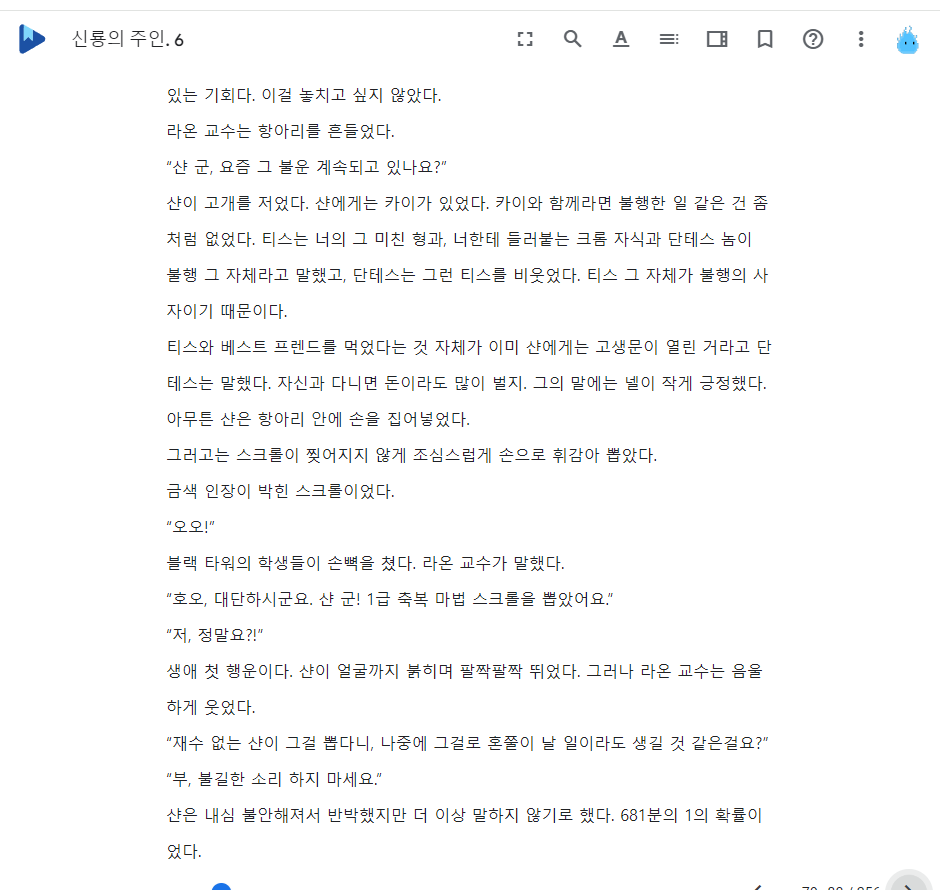 신룡의 주인. 6
있는 기회다. 이걸 놓치고 싶지 않았다.
라온 교수는 항아리를 흔들었다.
“샨 군, 요즘 그 불운 계속되고 있나요?”
샨이 고개를 저었다. 샨에게는 카이가 있었다. 카이와 함께라면 불행한 일 같은 건 좀
처럼 없었다. 티스는 너의 그 미친 형과, 너한테 들러붙는 크롬 자식과 단테스 놈이
불행 그 자체라고 말했고, 단테스는 그런 티스를 비웃었다. 티스 그 자체가 불행의 사
자이기 때문이다.
티스와 베스트 프렌드를 먹었다는 것 자체가 이미 샨에게는 고생문이 열린 거라고 단
테스는 말했다. 자신과 다니면 돈이라도 많이 벌지. 그의 말에는 넬이 작게 긍정했다.
아무튼 샨은 항아리 안에 손을 집어넣었다.
그러고는 스크롤이 찢어지지 않게 조심스럽게 손으로 휘감아 뽑았다.
금색 인장이 박힌 스크롤이었다.
“오오!”
블랙 타워의 학생들이 손뼉을 쳤다. 라온 교수가 말했다.
“호오, 대단하시군요. 샨 군! 1급 축복 마법 스크롤을 뽑았어요.”
“저, 정말요?!”
생애 첫 행운이다. 샨이 얼굴까지 붉히며 팔짝팔짝 뛰었다. 그러나 라온 교수는 음울
하게 웃었다.
“재수 없는 샨이 그걸 뽑다니, 나중에 그걸로 혼쭐이 날 일이라도 생길 것 같은걸요?”
“부, 불길한 소리 하지 마세요.”
샨은 내심 불안해져서 반박했지만 더 이상 말하지 않기로 했다. 681분의 1의 확률이
었다.